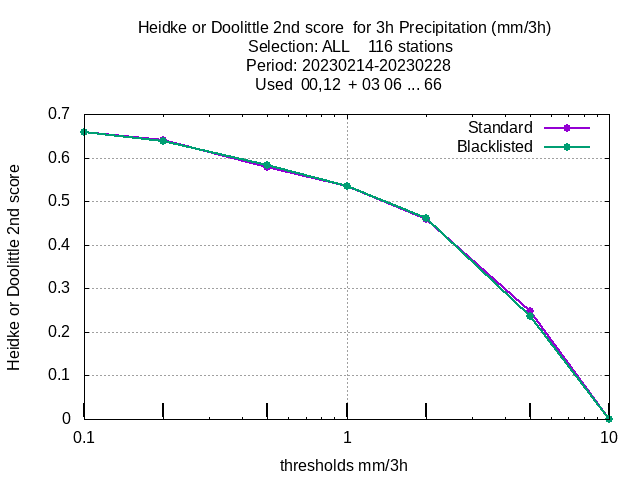 Heidke or Doolittle 2nd score  for 3h Precipitation (mm/3h)
Selection: ALL    116 stations
Period: 20230214-20230228
Used  00,12  + 03 06 ... 66
Standard
Blacklisted
Heidke or Doolittle 2nd score
0.7
0.6
0.5
0.4
0.3
0.2
0.1
0
0.1 1 10
thresholds mm/3h